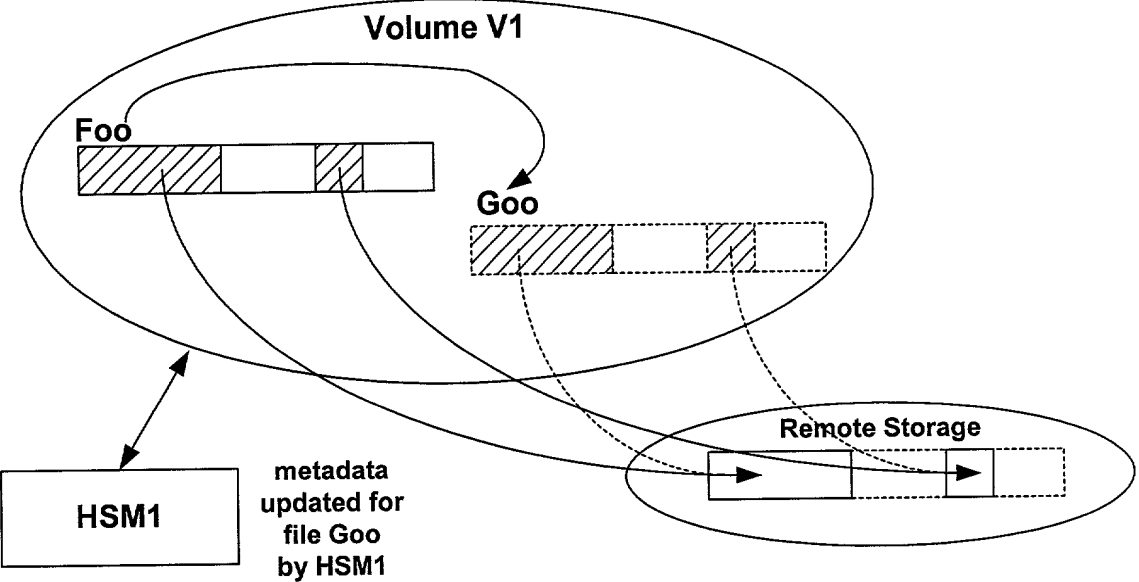 Volume V1
Foo
Goo
Remote Storage
HSM1
metadata
updated for
file Goo
by HSM1